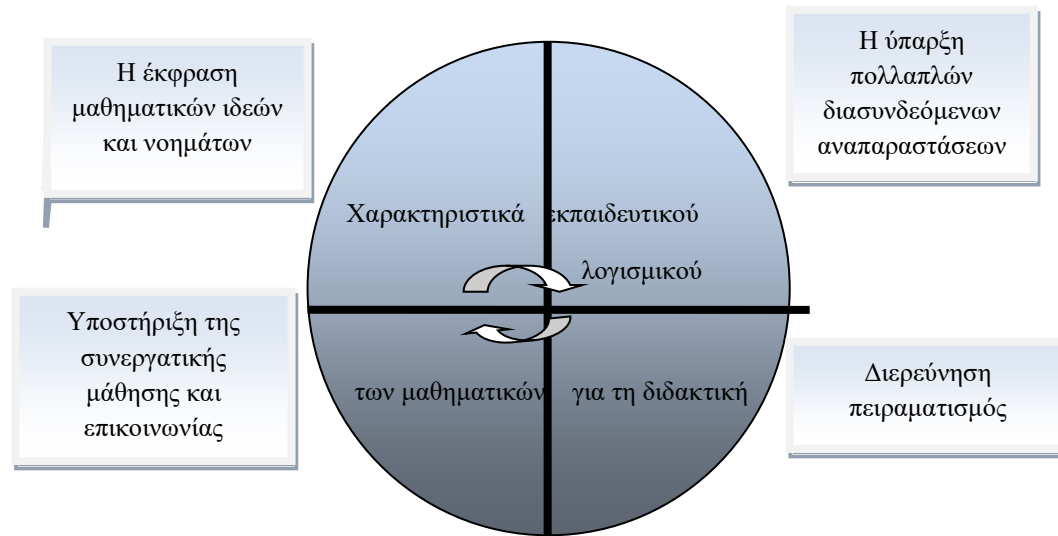 Η έκφραση
μαθηματικών ιδεών
και νοημάτων
Η ύπαρξη
πολλαπλών
διασυνδεόμενων
αναπαραστάσεων
Χαρακτηριστικά εκπαιδευτικού
λογισμικού
των μαθηματικών για τη διδακτική
Υποστήριξη της
συνεργατικής
μάθησης και
επικοινωνίας
Διερεύνηση
πειραματισμός